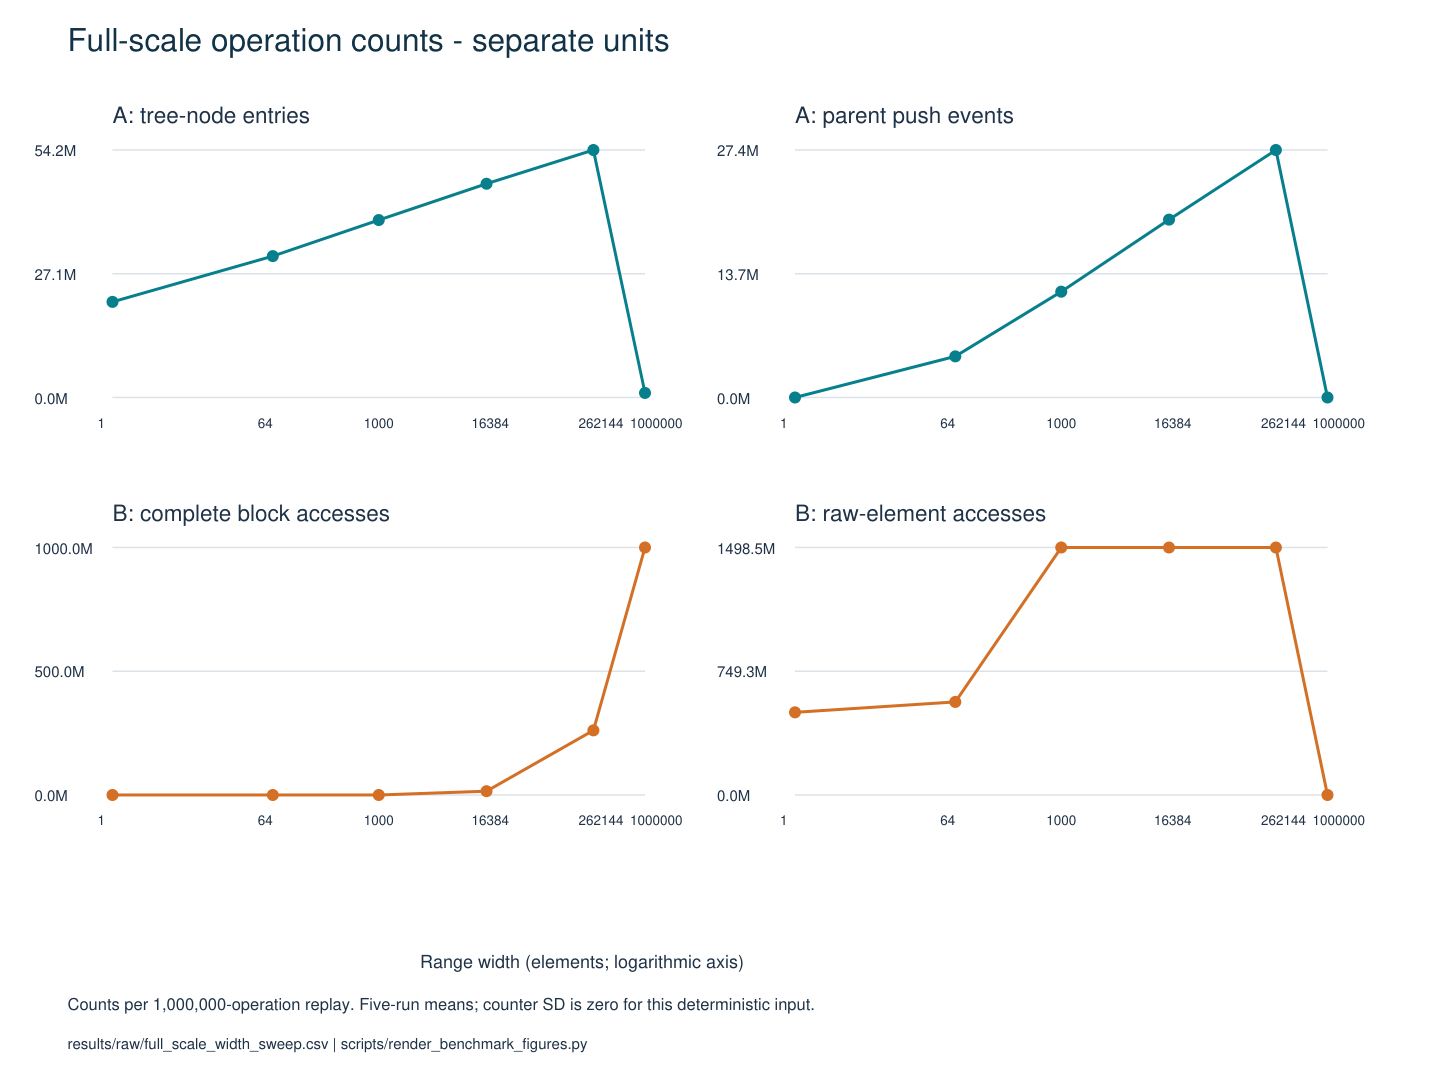 Full-scale operation counts - separate units
A: tree-node entries
54.2M
27.1M
0.0M
1 64 1000 16384 262144 1000000
A: parent push events
27.4M
13.7M
0.0M
1 64 1000 16384 262144 1000000
B: complete block accesses
1000.0M
500.0M
0.0M
1 64 1000 16384 262144 1000000
B: raw-element accesses
1498.5M
749.3M
0.0M
1 64 1000 16384 262144 1000000
Range width (elements; logarithmic axis)
Counts per 1,000,000-operation replay. Five-run means; counter SD is zero for this deterministic input.
results/raw/full_scale_width_sweep.csv | scripts/render_benchmark_figures.py